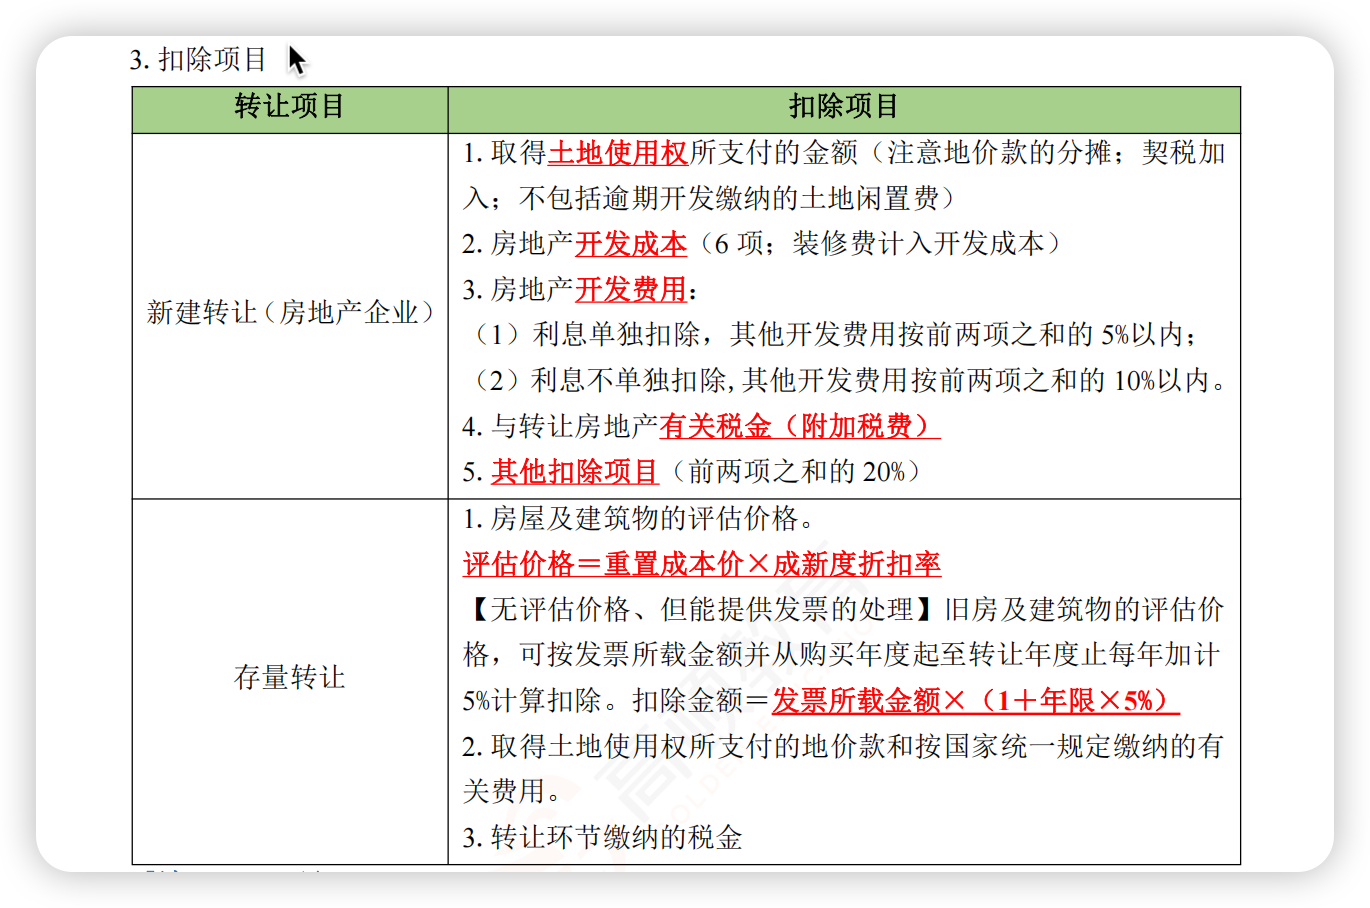 3. 扣除项目
转让项目
扣除项目
新建转让（房地产企业）
1. 取得土地使用权所支付的金额（注意地价款的分摊；契税加
入；不包括逾期开发缴纳的土地闲置费）
2. 房地产开发成本（6 项；装修费计入开发成本）
3. 房地产开发费用：
（1）利息单独扣除，其他开发费用按前两项之和的 5%以内；
（2）利息不单独扣除,其他开发费用按前两项之和的 10%以内。
4. 与转让房地产有关税金（附加税费）
5. 其他扣除项目（前两项之和的 20%）
存量转让
1. 房屋及建筑物的评估价格。
评估价格＝重置成本价×成新度折扣率
【无评估价格、但能提供发票的处理】旧房及建筑物的评估价
格，可按发票所载金额并从购买年度起至转让年度止每年加计
5%计算扣除。扣除金额＝发票所载金额×（1＋年限×5%）
2. 取得土地使用权所支付的地价款和按国家统一规定缴纳的有
关费用。
3. 转让环节缴纳的税金
高顿教育